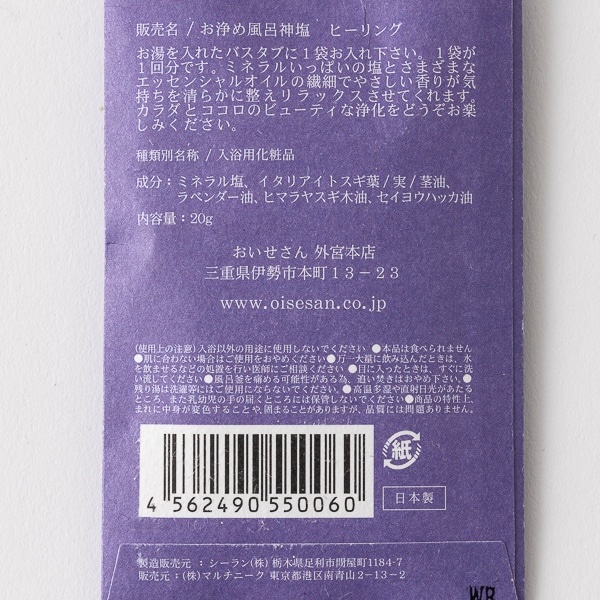 販売名 / お浄め風呂神塩　ヒーリング
お湯を入れたバスタブに１袋お入れ下さい。１袋が
１回分です。ミネラルいっぱいの塩とさまざまな
エッセンシャルオイルの繊細でやさしい香りが気
持ちを清らかに整えリラックスさせてくれます。
カラダとココロのビューティな浄化をどうぞお楽
しみください。
種類別名称 / 入浴用化粧品
成分：ミネラル塩、イタリアイトスギ葉 / 実 / 茎油、
ラベンダー油、ヒマラヤスギ木油、セイヨウハッカ油
内容量：20g
おいせさん 外宮本店
三重県伊勢市本町１３－２３
www.oisesan.co.jp
(使用上の注意)入浴以外の用途に使用しないでください ●本品は食べられません
●肌に合わない場合はご使用をおやめください ●万一大量に飲み込んだときは、水
を飲ませるなどの処置を行い医師にご相談ください ●目に入ったときは、すぐに洗
い流してください ●風呂釜を痛める可能性がある為、追い焚きはおやめ下さい。●
残り湯は洗濯等にはご使用にならないでください。●高温多湿や直射日光があたる
ところ、また乳幼児の手の届くところには保管しないでください ●商品の特性上、
まれに中身が変色することや、固まることがありますが、品質には問題ありません。
4 562490 550060
紙
日本製
製造販売元 ：シーラン(株) 栃木県足利市問屋町1184-7
販売元：(株)マルチニーク 東京都港区南青山２－１３－２
WB